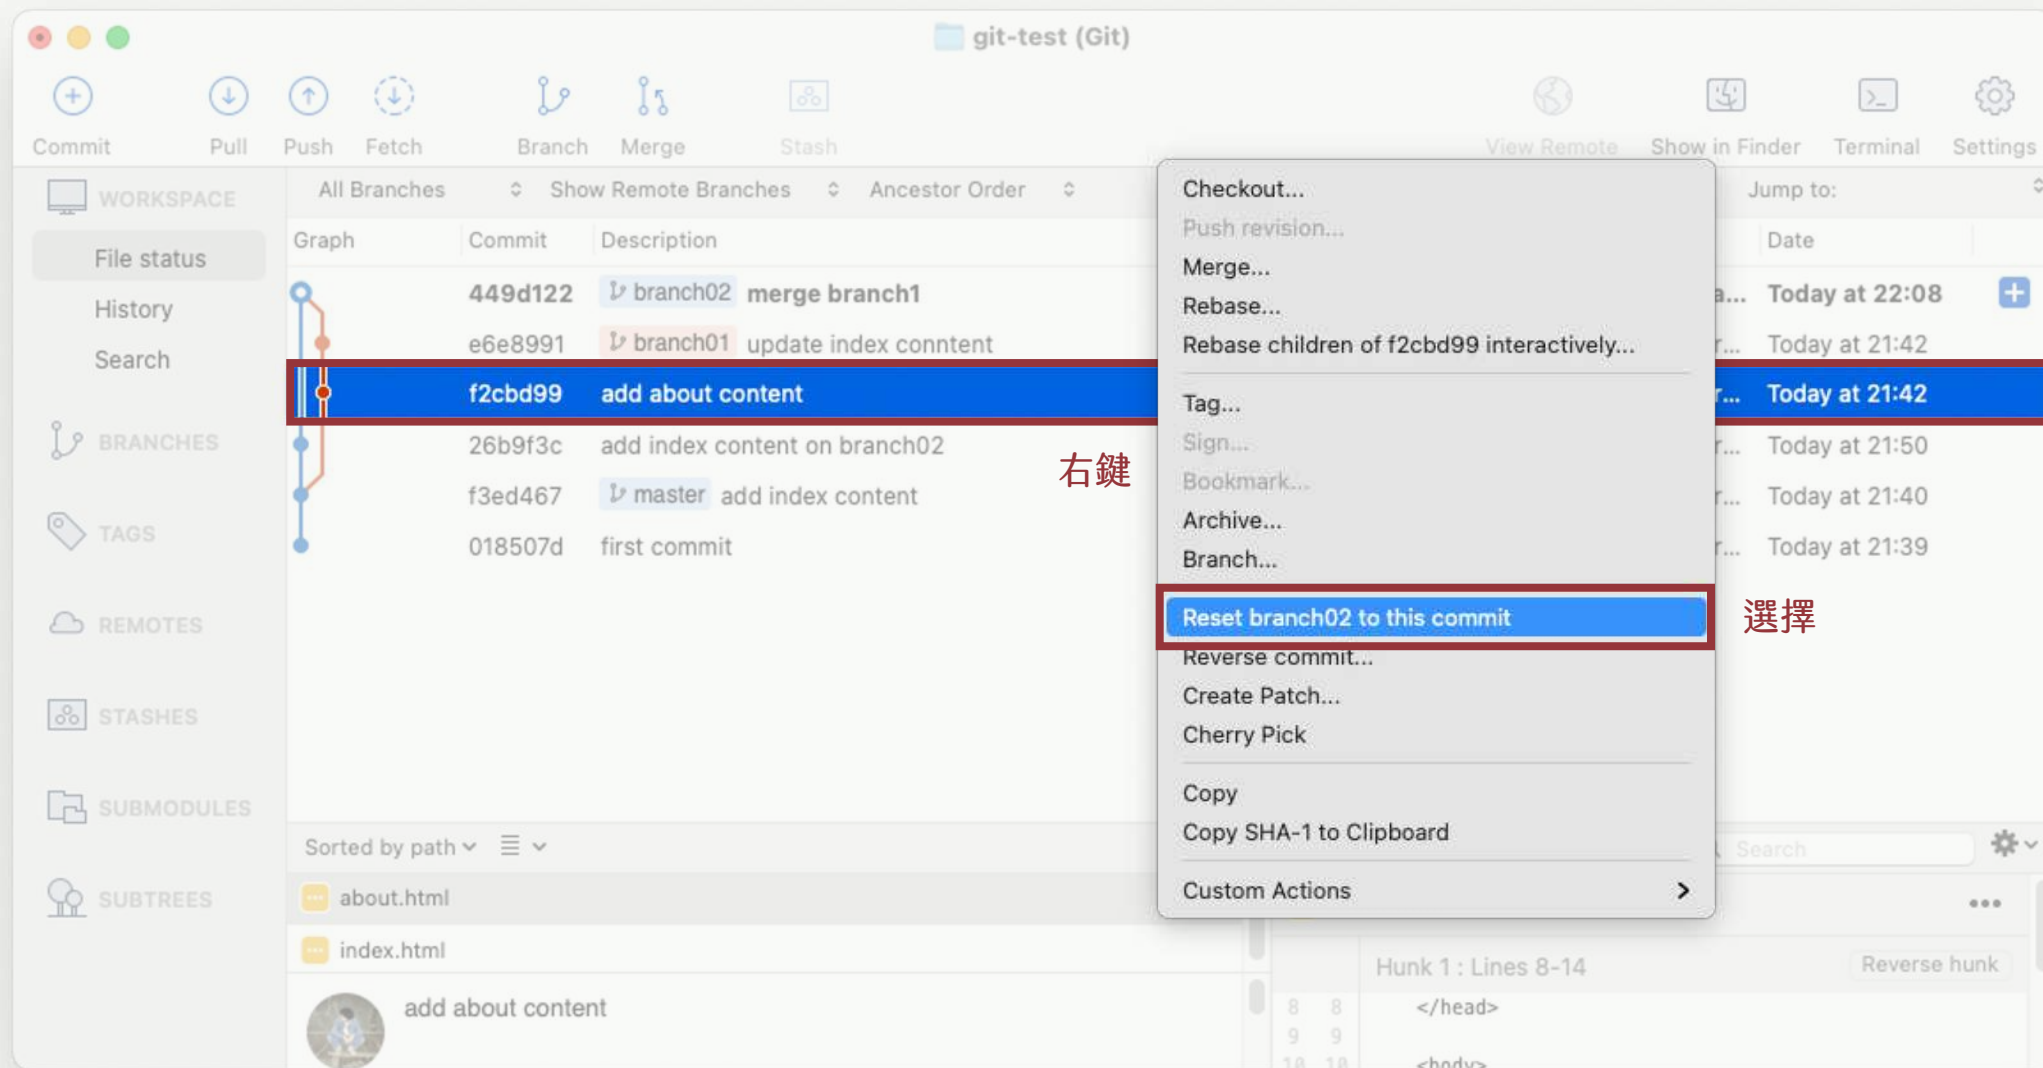 git-test (Git)
Commit Pull Push Fetch Branch Merge Stash View Remote Show in Finder Terminal Settings
All Branches Show Remote Branches Ancestor Order Jump to:
Graph Commit Description Date
449d122 branch02 merge branch1 a... Today at 22:08
e6e8991 branch01 update index conntent r... Today at 21:42
f2cbd99 add about content r... Today at 21:42
26b9f3c add index content on branch02 r... Today at 21:50
f3ed467 master add index content r... Today at 21:40
018507d first commit r... Today at 21:39
WORKSPACE
File status
History
Search
BRANCHES
TAGS
REMOTES
STASHES
SUBMODULES
SUBTREES
右鍵
Checkout...
Push revision...
Merge...
Rebase...
Rebase children of f2cbd99 interactively...
Tag...
Sign...
Bookmark...
Archive...
Branch...
Reset branch02 to this commit
選擇
Reverse commit...
Create Patch...
Cherry Pick
Copy
Copy SHA-1 to Clipboard
Custom Actions
Sorted by path
Search
about.html
index.html
add about content
Hunk 1 : Lines 8-14 Reverse hunk
8 8 </head>
9 9
10 10 <body>